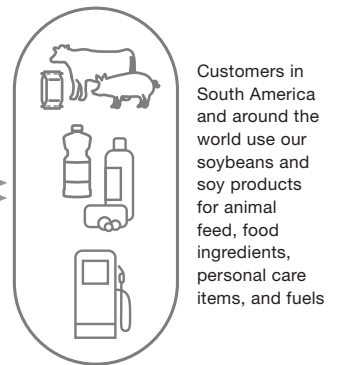 Customers in
South America
and around the
world use our
soybeans and
soy products
for animal
feed, food
ingredients,
personal care
items, and fuels